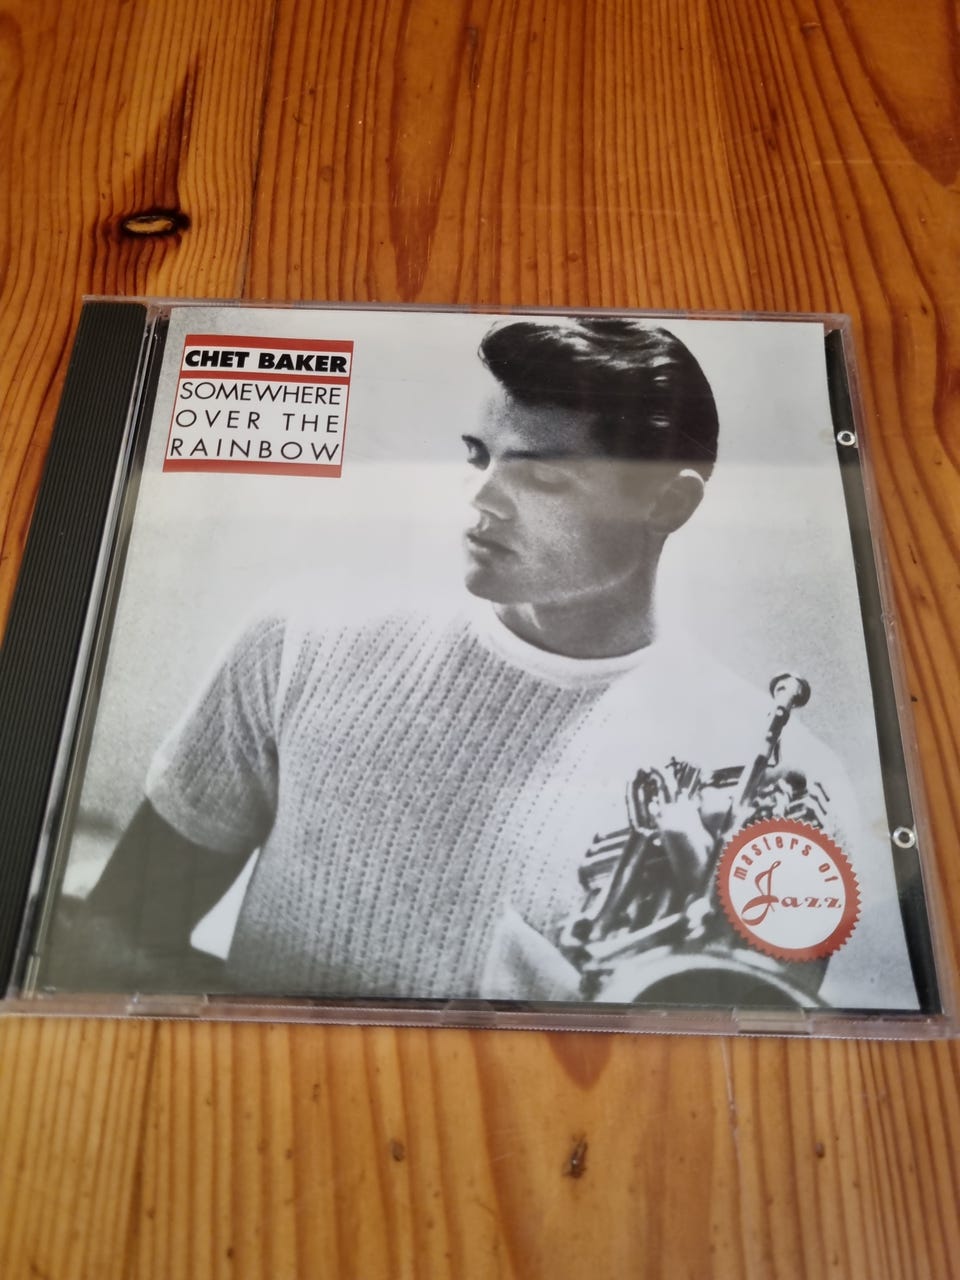 CHET BAKER
SOMEWHERE
OVER THE
RAINBOW
masters of
Jazz